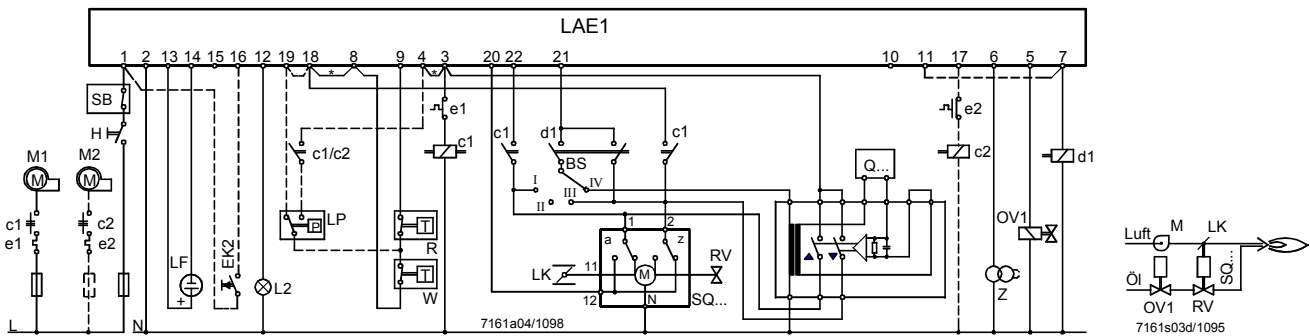 LAE1
1 2 13 14 15 16 12 19 18 8 9 4 3 20 22 21 10 11 17 6 5 7
* *
SB
e1
e2
H
c1
c1
d1
c1
c2
d1
M1
M2
c1/c2
BS
Q...
M
M
I
IV
III
II
c1
c2
LP
P
T
e1
e2
EK2
R
1
2
OV1
Luft
M
LK
LF
a
z
RV
+
L2
T
LK
11
M
Z
Öl
SQ...
W
12
N
SQ...
OV1
RV
L
N
7161a04/1098
7161s03d/1095